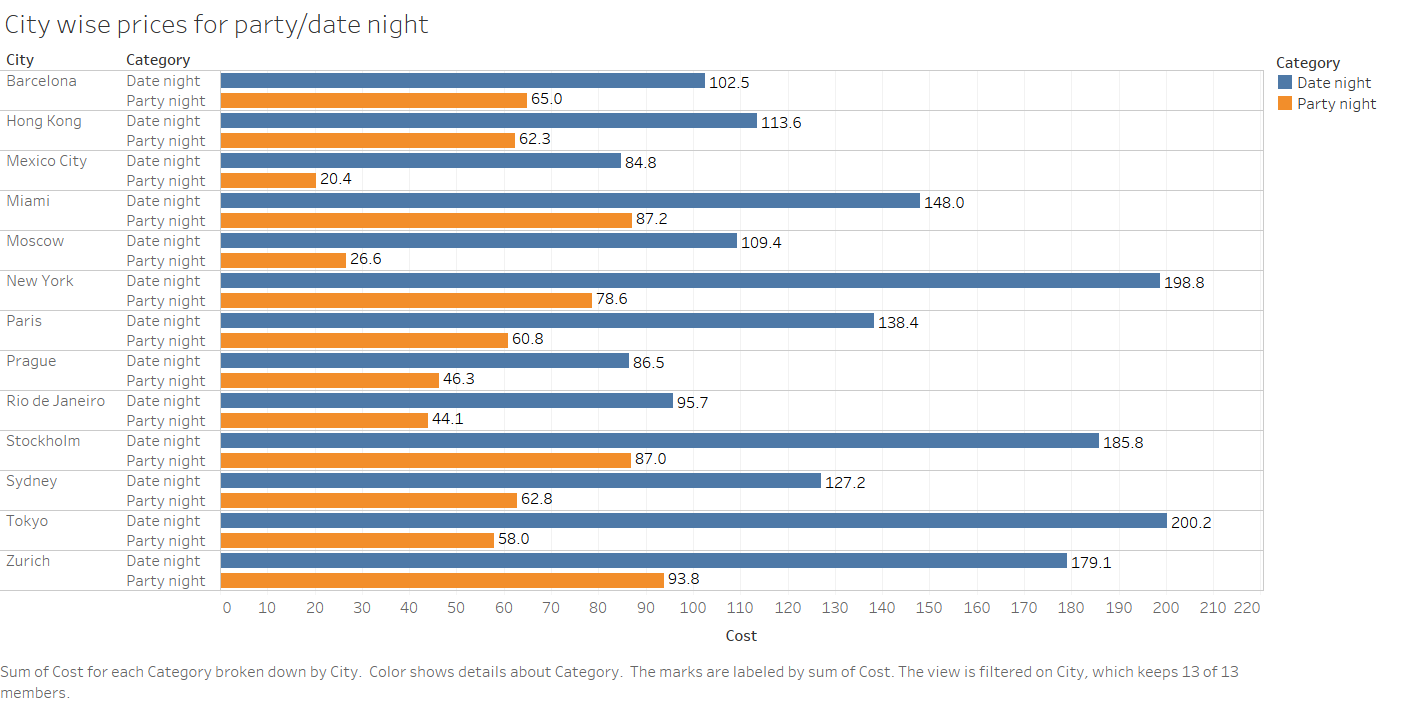 City wise prices for party/date night
City Category
Barcelona Date night 102.5
Party night 65.0
Hong Kong Date night 113.6
Party night 62.3
Mexico City Date night 84.8
Party night 20.4
Miami Date night 148.0
Party night 87.2
Moscow Date night 109.4
Party night 26.6
New York Date night 198.8
Party night 78.6
Paris Date night 138.4
Party night 60.8
Prague Date night 86.5
Party night 46.3
Rio de Janeiro Date night 95.7
Party night 44.1
Stockholm Date night 185.8
Party night 87.0
Sydney Date night 127.2
Party night 62.8
Tokyo Date night 200.2
Party night 58.0
Zurich Date night 179.1
Party night 93.8
0 10 20 30 40 50 60 70 80 90 100 110 120 130 140 150 160 170 180 190 200 210 220
Cost
Category
Date night
Party night
Sum of Cost for each Category broken down by City. Color shows details about Category. The marks are labeled by sum of Cost. The view is filtered on City, which keeps 13 of 13
members.